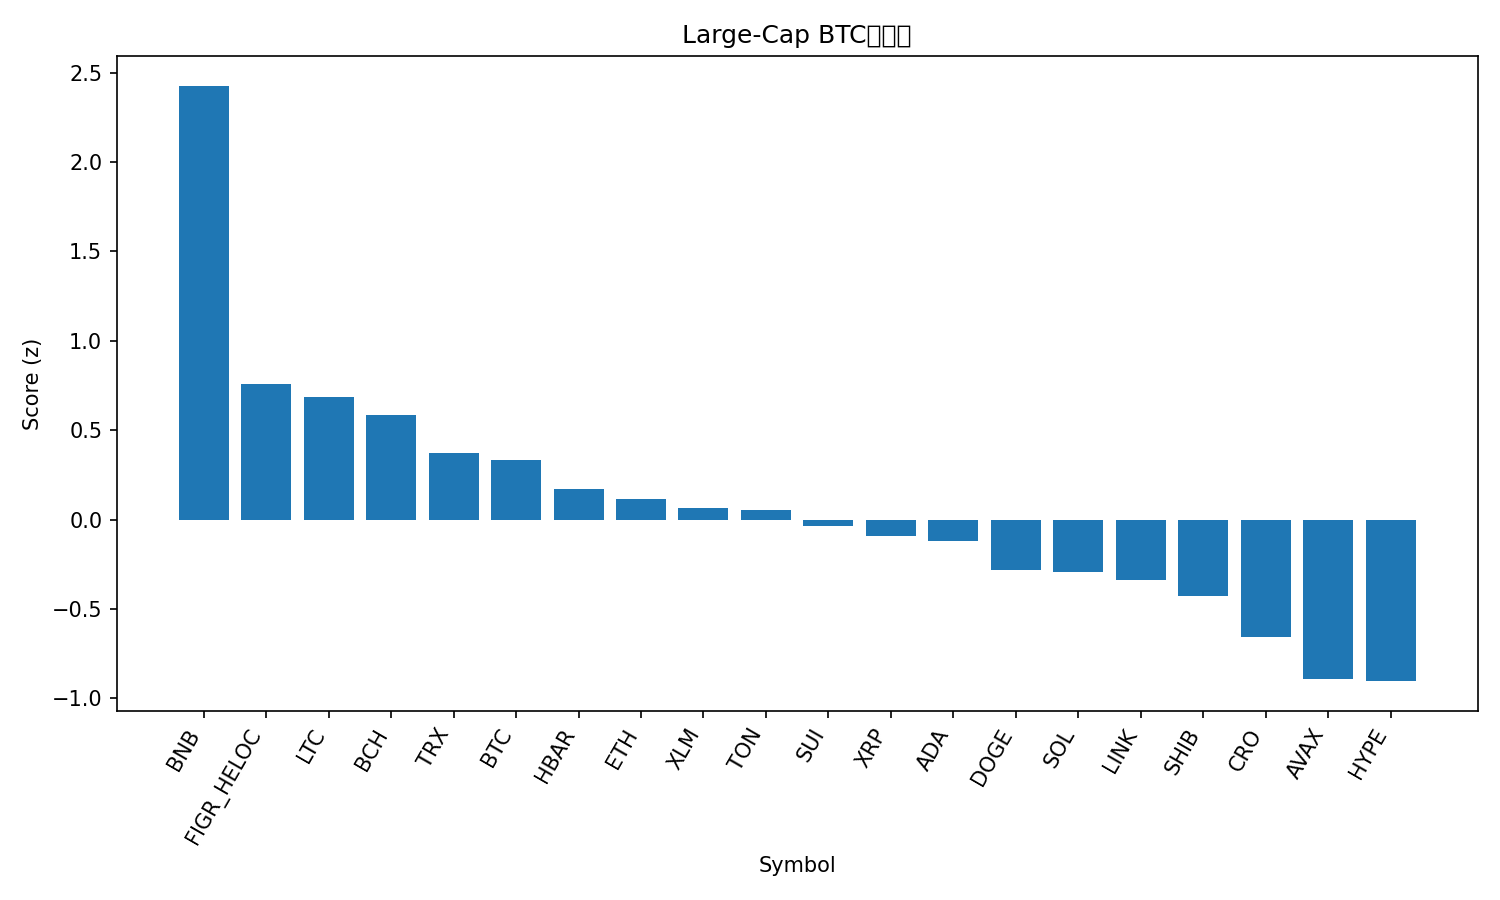 Large-Cap BTC
Score (z)
2.5
2.0
1.5
1.0
0.5
0.0
−0.5
−1.0
BNB
FIGR_HELOC
LTC
BCH
TRX
BTC
HBAR
ETH
XLM
TON
SUI
XRP
ADA
DOGE
SOL
LINK
SHIB
CRO
AVAX
HYPE
Symbol